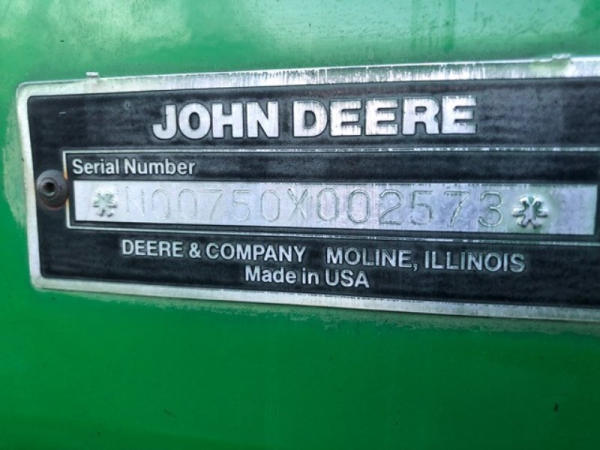 JOHN DEERE
Serial Number
*N00750X002573*
DEERE & COMPANY MOLINE, ILLINOIS
Made in USA